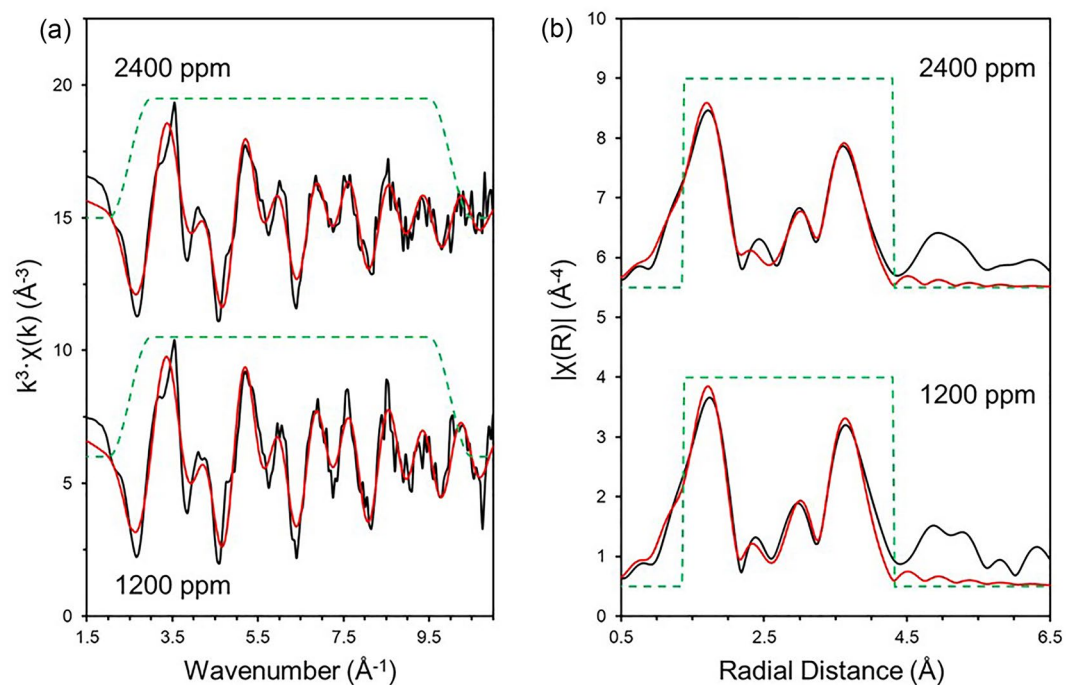 (a)
2400 ppm
20
15
10
5
0
k³·χ(k) (Å⁻³)
1200 ppm
1.5 3.5 5.5 7.5 9.5
Wavenumber (Å⁻¹)
(b)
2400 ppm
10
9
8
7
6
5
4
3
2
1
0
|χ(R)| (Å⁻⁴)
1200 ppm
0.5 2.5 4.5 6.5
Radial Distance (Å)